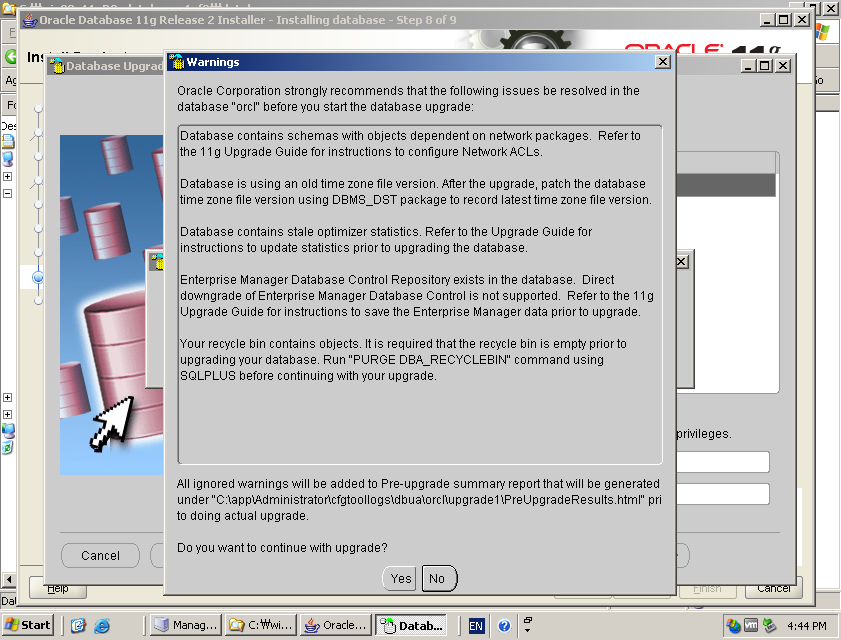 Oracle Database 11g Release 2 Installer - Installing database - Step 8 of 9
ORACLE 11g
Database Upgrad
Warnings
Oracle Corporation strongly recommends that the following issues be resolved in the
database "orcl" before you start the database upgrade:
Database contains schemas with objects dependent on network packages.  Refer to
the 11g Upgrade Guide for instructions to configure Network ACLs.
Database is using an old time zone file version. After the upgrade, patch the database
time zone file version using DBMS_DST package to record latest time zone file version.
Database contains stale optimizer statistics. Refer to the Upgrade Guide for
instructions to update statistics prior to upgrading the database.
Enterprise Manager Database Control Repository exists in the database.  Direct
downgrade of Enterprise Manager Database Control is not supported.  Refer to the 11g
Upgrade Guide for instructions to save the Enterprise Manager data prior to upgrade.
Your recycle bin contains objects. It is required that the recycle bin is empty prior to
upgrading your database. Run "PURGE DBA_RECYCLEBIN" command using
SQLPLUS before continuing with your upgrade.
privileges.
All ignored warnings will be added to Pre-upgrade summary report that will be generated
under "C:\app\Administrator\cfgtoollogs\dbua\orcl\upgrade1\PreUpgradeResults.html" pri
to doing actual upgrade.
Do you want to continue with upgrade?
Cancel
Yes
No
Help
Finish
Cancel
Start
Manag...
C:\wi...
Oracle...
Datab...
EN
4:44 PM